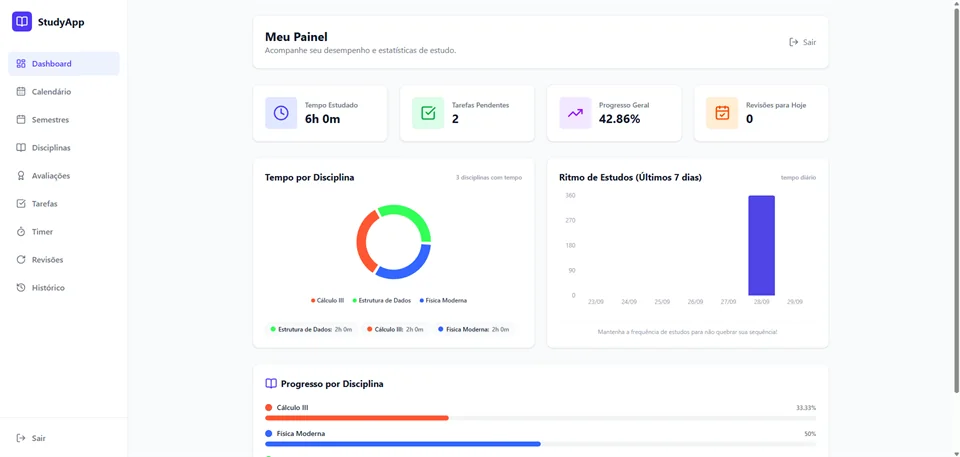 StudyApp
Dashboard
Calendário
Semestres
Disciplinas
Avaliações
Tarefas
Timer
Revisões
Histórico
Sair
Meu Painel
Acompanhe seu desempenho e estatísticas de estudo.
Sair
Tempo Estudado
6h 0m
Tarefas Pendentes
2
Progresso Geral
42.86%
Revisões para Hoje
0
Tempo por Disciplina
3 disciplinas com tempo
Cálculo III Estrutura de Dados Física Moderna
Estrutura de Dados: 2h 0m Cálculo III: 2h 0m Física Moderna: 2h 0m
Ritmo de Estudos (Últimos 7 dias)
tempo diário
360
270
180
90
0
23/09 24/09 25/09 26/09 27/09 28/09 29/09
Mantenha a frequência de estudos para não quebrar sua sequência!
Progresso por Disciplina
Cálculo III 33.33%
Física Moderna 50%